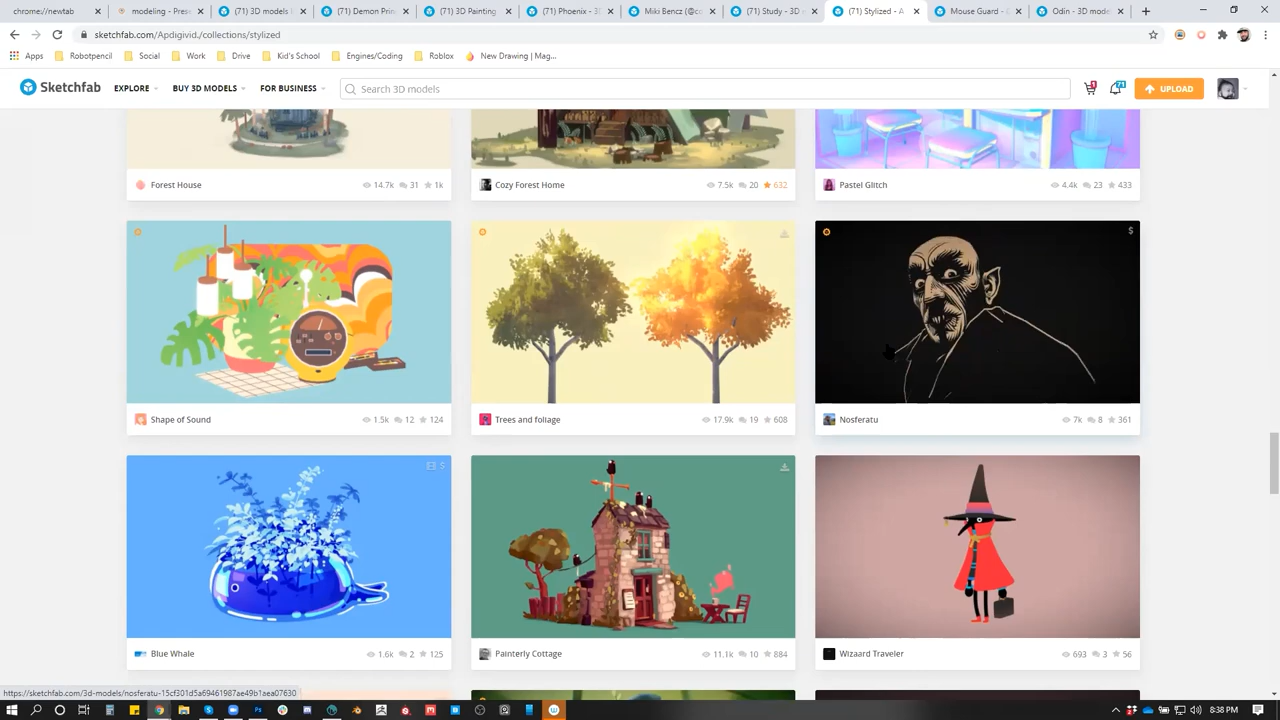 chrome://newtab
modeling - Pres
(71) 3D models
(71) Demon Prin
(71) 3D Painting
(71) Phoenix - 3D
Miki Bencz (@co
(71) Study - 3D
(71) Stylized - A
Mouse Guard -
Odin - 3D model
sketchfab.com/Apdigivid./collections/stylized
Apps
Robotpencil
Social
Work
Drive
Kid's School
Engines/Coding
Roblox
New Drawing | Mag...
Sketchfab
EXPLORE
BUY 3D MODELS
FOR BUSINESS
Search 3D models
71
UPLOAD
Forest House 14.7k 31 1k
Cozy Forest Home 7.5k 20 632
Pastel Glitch 4.4k 23 433
$
Shape of Sound 1.5k 12 124
Trees and foliage 17.9k 19 608
Nosferatu 7k 8 361
$
Blue Whale 1.6k 2 125
Painterly Cottage 11.1k 10 884
Wizaard Traveler 693 3 56
https://sketchfab.com/3d-models/nosferatu-15cf301d5a69461987ae49b1aea07630
8:38 PM